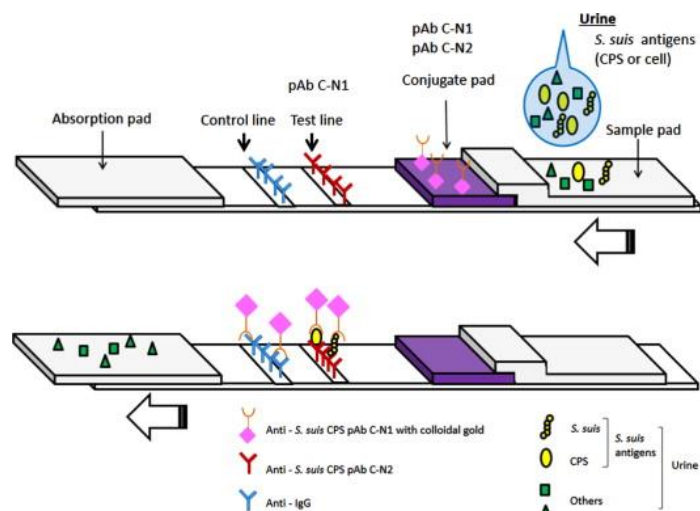 Urine
pAb C-N1
pAb C-N2
S. suis antigens
(CPS or cell)
pAb C-N1
Conjugate pad
Absorption pad
Control line
Test line
Sample pad
Anti - S. suis CPS pAb C-N1 with colloidal gold
Anti - S. suis CPS pAb C-N2
Anti - IgG
S. suis
CPS
S. suis
antigens
Others
Urine